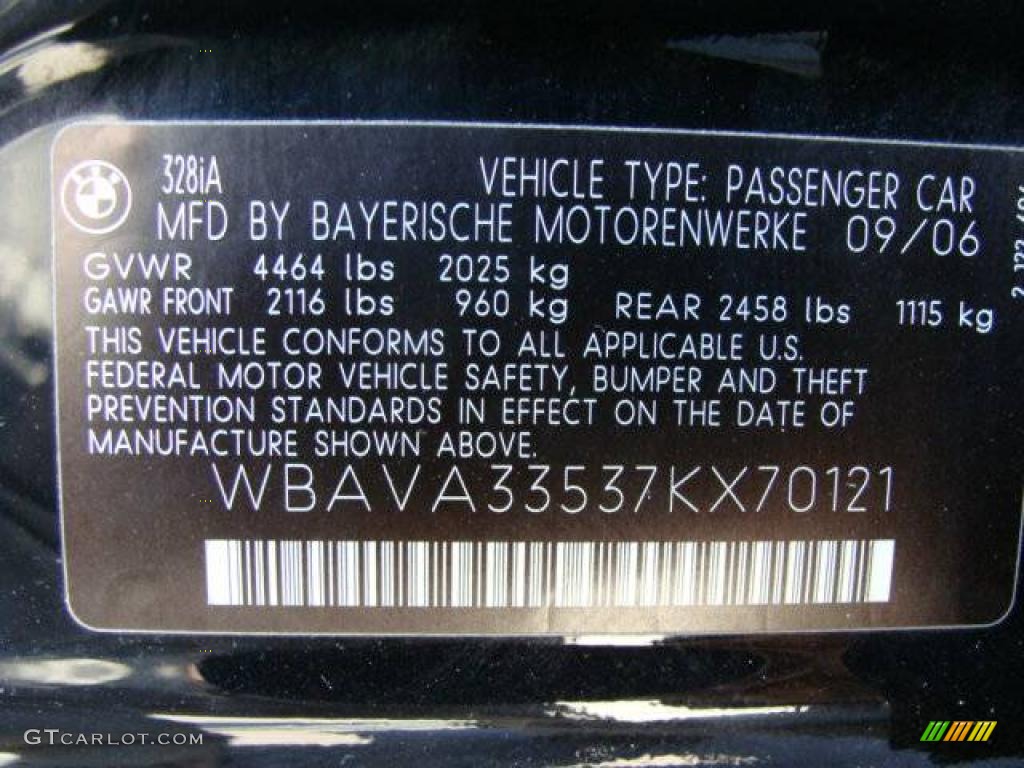 328iA VEHICLE TYPE: PASSENGER CAR
MFD BY BAYERISCHE MOTORENWERKE 09/06
GVWR 4464 lbs 2025 kg
GAWR FRONT 2116 lbs 960 kg REAR 2458 lbs 1115 kg
THIS VEHICLE CONFORMS TO ALL APPLICABLE U.S.
FEDERAL MOTOR VEHICLE SAFETY, BUMPER AND THEFT
PREVENTION STANDARDS IN EFFECT ON THE DATE OF
MANUFACTURE SHOWN ABOVE.
WBAVA33537KX70121
GTCARLOT.COM